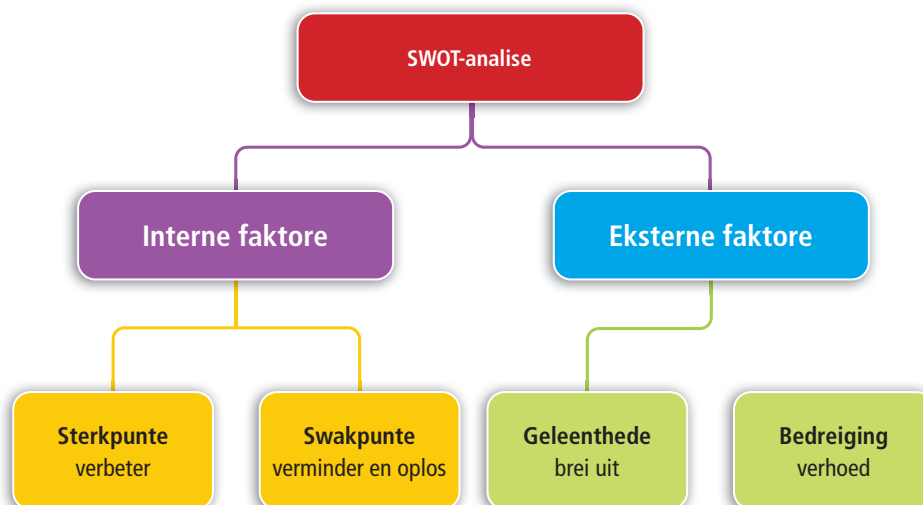 SWOT-analise
Interne faktore
Eksterne faktore
Sterkpunte
verbeter
Swakpunte
verminder en oplos
Geleenthede
brei uit
Bedreiging
verhoed